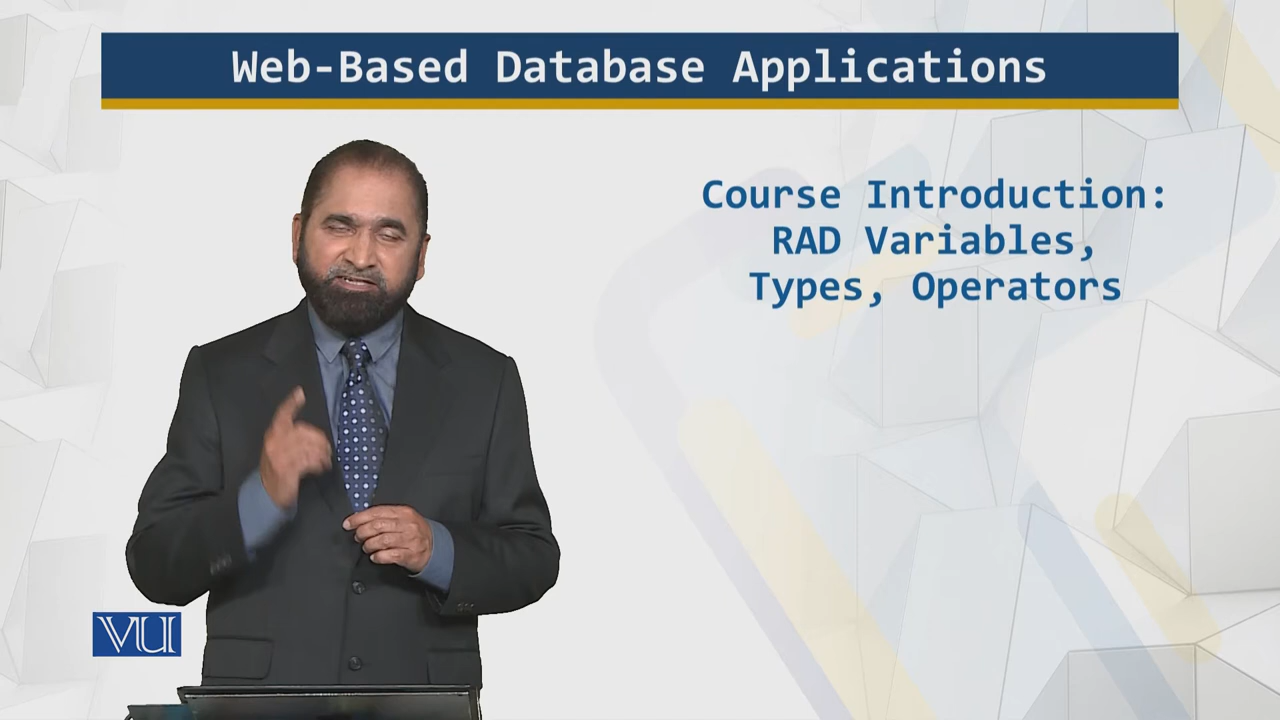 Web-Based Database Applications
Course Introduction:
RAD Variables,
Types, Operators
VU